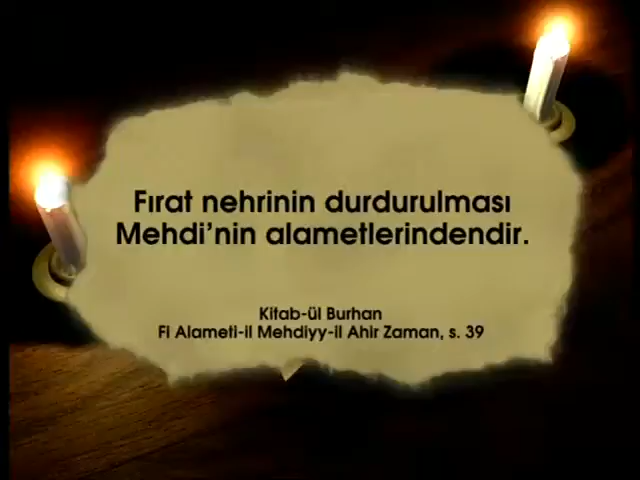 Fırat nehrinin durdurulması
Mehdi'nin alametlerindendir.
Kitab-ül Burhan
Fi Alameti-il Mehdiyy-il Ahir Zaman, s. 39